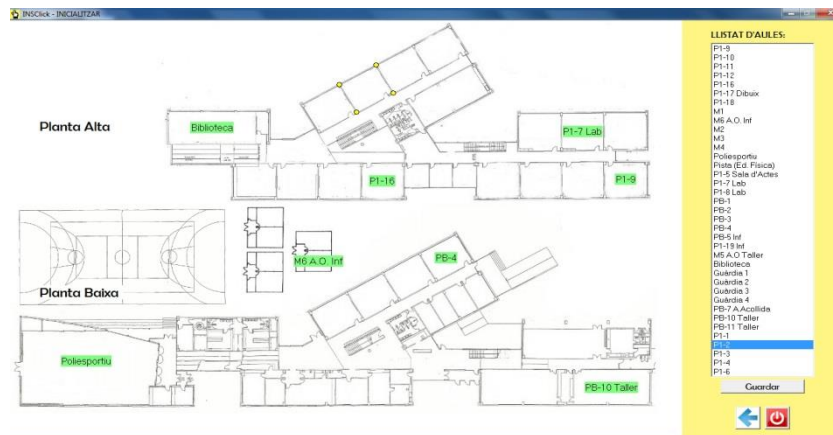 INSClick - INICIALITZAR
Planta Alta
Biblioteca
P1-7 Lab
P1-16
P1-9
M6 A.O. Inf
PB-4
Planta Baixa
Poliesportiu
PB-10 Taller
LLISTAT D'AULES:
P1-9
P1-10
P1-11
P1-12
P1-16
P1-17 Dibuix
P1-18
M1
M6 A.O. Inf
M2
M3
M4
Poliesportiu
Pista (Ed. Física)
P1-5 Sala d'Actes
P1-7 Lab
P1-8 Lab
PB-1
PB-2
PB-3
PB-4
PB-5 Inf
P1-19 Inf
M5 A.O Taller
Biblioteca
Guàrdia 1
Guàrdia 2
Guàrdia 3
Guàrdia 4
PB-7 A.Acollida
PB-10 Taller
PB-11 Taller
P1-1
P1-2
P1-3
P1-4
P1-6
Guardar